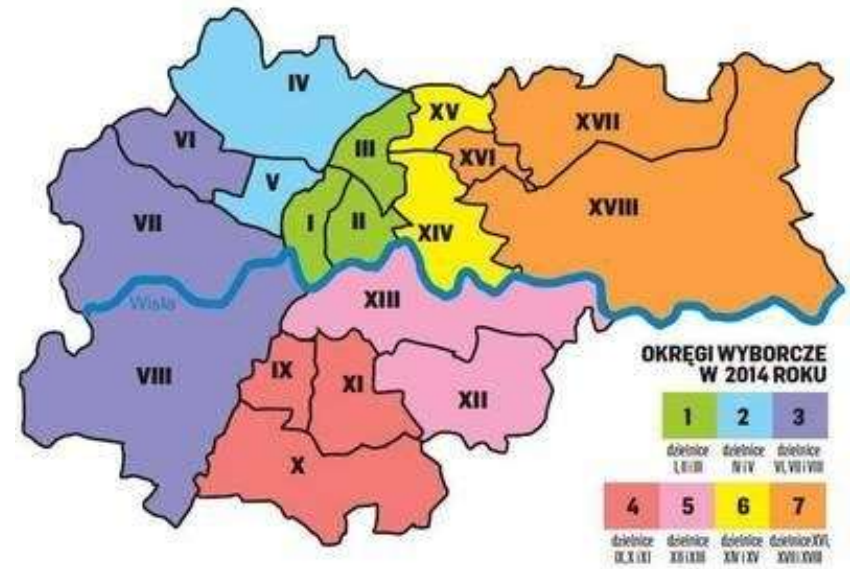 IV
XV
XVII
VI
III
XVI
V
VII
I
II
XIV
XVIII
Wisła
XIII
VIII
IX
XI
XII
X
OKRĘGI WYBORCZE
W 2014 ROKU
1 2 3
dzielnice dzielnice dzielnice
I, II i III IV i V VI, VII i VIII
4 5 6 7
dzielnice dzielnice dzielnice dzielnice XVI,
IX, X i XI XII i XIII XIV i XV XVII i XVIII